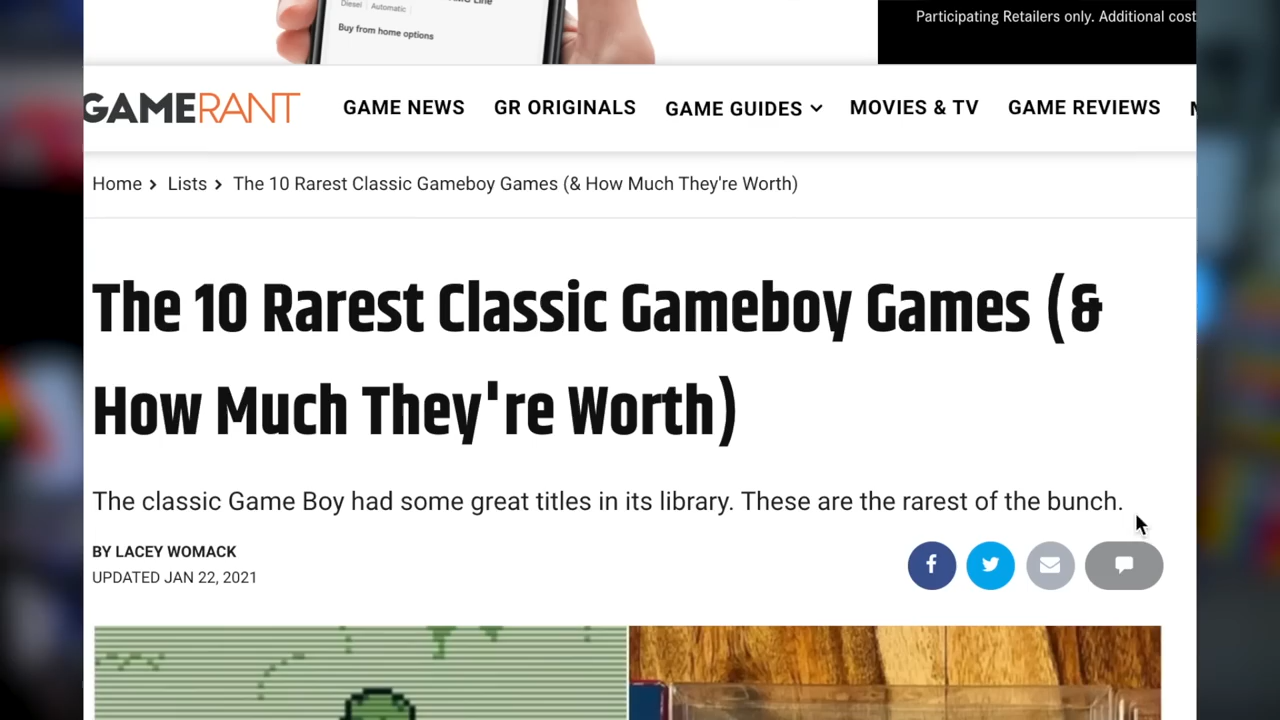 Diesel Automatic
Buy from home options
Participating Retailers only. Additional cost
GAMERANT GAME NEWS GR ORIGINALS GAME GUIDES MOVIES & TV GAME REVIEWS
Home > Lists > The 10 Rarest Classic Gameboy Games (& How Much They're Worth)
The 10 Rarest Classic Gameboy Games (&
How Much They're Worth)
The classic Game Boy had some great titles in its library. These are the rarest of the bunch.
BY LACEY WOMACK
UPDATED JAN 22, 2021